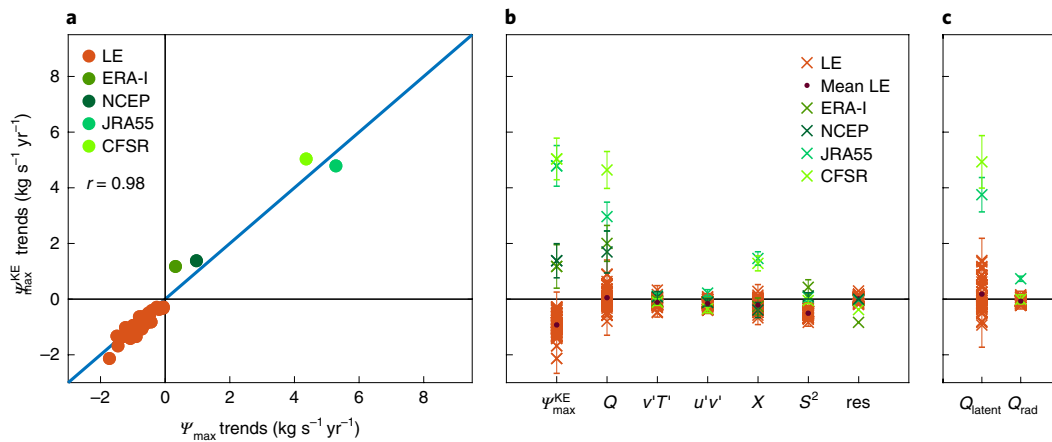 a
8
6
4
2
0
−2
Ψ^KE_max trends (kg s⁻¹ yr⁻¹)
LE
ERA-I
NCEP
JRA55
CFSR
r = 0.98
−2 0 2 4 6 8
Ψ_max trends (kg s⁻¹ yr⁻¹)
b
LE
Mean LE
ERA-I
NCEP
JRA55
CFSR
Ψ^KE_max Q v'T' u'v' X S² res
c
Q_latent Q_rad